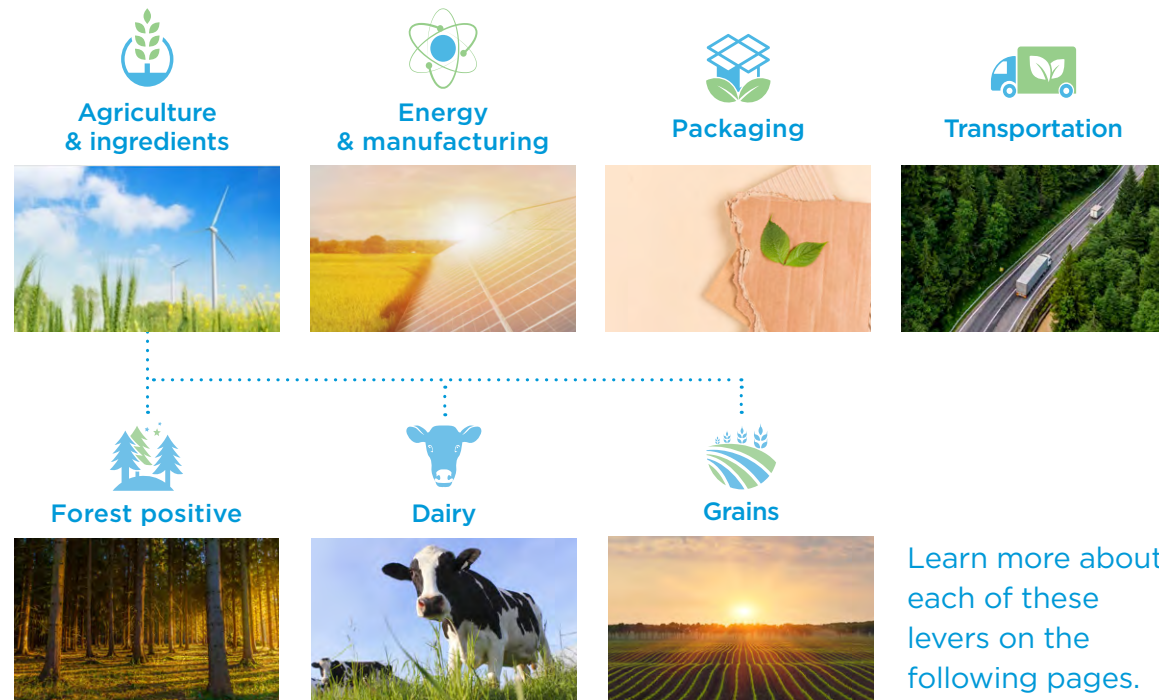 Agriculture
& ingredients
Energy
& manufacturing
Packaging
Transportation
Forest positive
Dairy
Grains
Learn more about
each of these
levers on the
following pages.